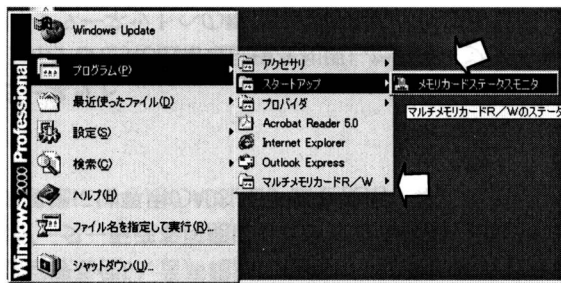 Windows 2000 Professional
Windows Update
プログラム(P)
最近使ったファイル(D)
設定(S)
検索(C)
ヘルプ(H)
ファイル名を指定して実行(R)...
シャットダウン(U)...
アクセサリ
スタートアップ
プロバイダ
Acrobat Reader 5.0
Internet Explorer
Outlook Express
マルチメモリカードR/W
メモリカードステータスモニタ
マルチメモリカードR/Wのステータ